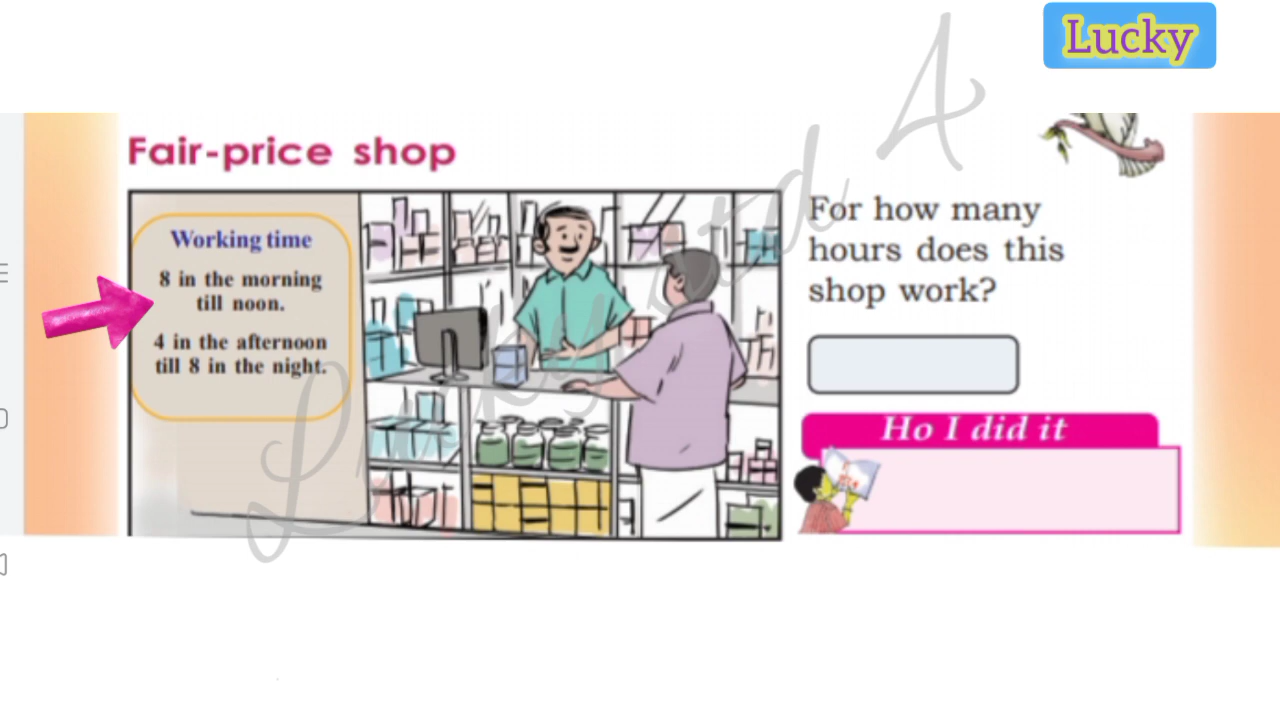 Lucky
Fair-price shop
Working time
8 in the morning
till noon.
4 in the afternoon
till 8 in the night.
For how many
hours does this
shop work?
Ho I did it